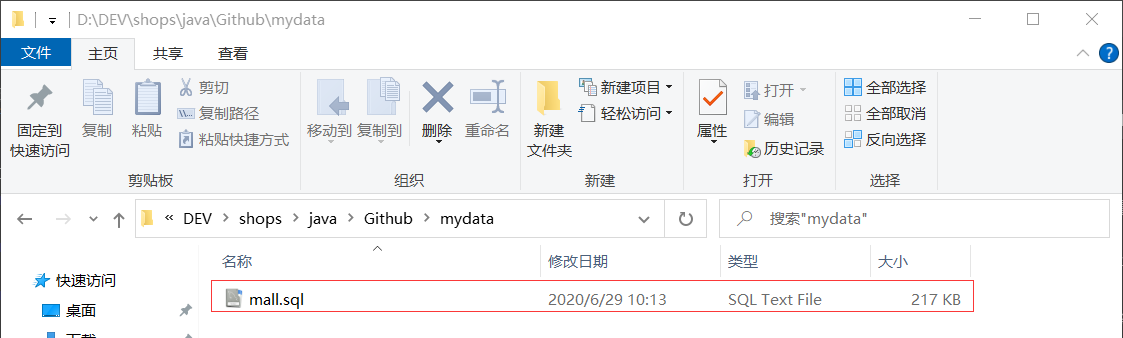 D:\DEV\shops\java\Github\mydata
文件 主页 共享 查看
固定到
快速访问
复制
粘贴
剪切
复制路径
粘贴快捷方式
剪贴板
移动到
复制到
删除
重命名
组织
新建
文件夹
新建项目
轻松访问
新建
属性
打开
编辑
历史记录
打开
全部选择
全部取消
反向选择
选择
« DEV > shops > java > Github > mydata
搜索"mydata"
快速访问
桌面
下载
名称 修改日期 类型 大小
mall.sql 2020/6/29 10:13 SQL Text File 217 KB